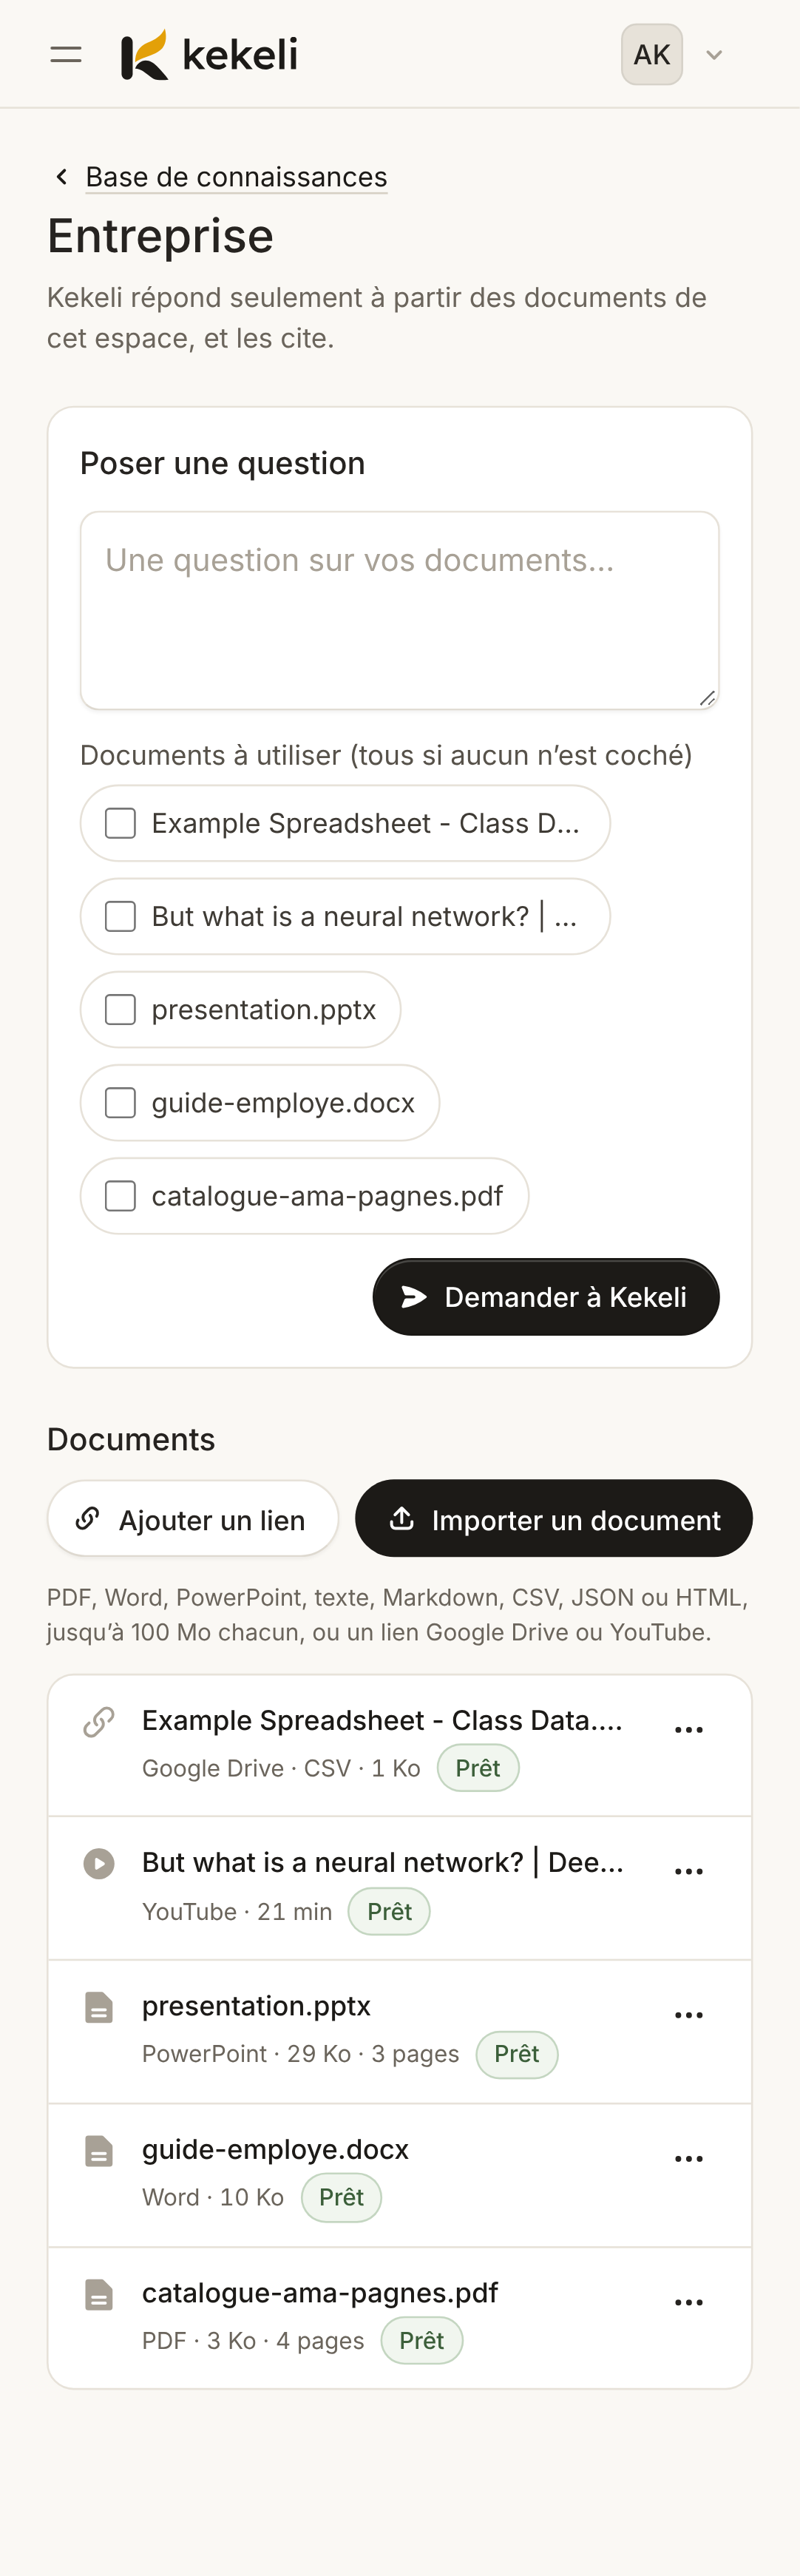 kekeli
AK
Base de connaissances
Entreprise
Kekeli répond seulement à partir des documents de
cet espace, et les cite.
Poser une question
Une question sur vos documents...
Documents à utiliser (tous si aucun n’est coché)
Example Spreadsheet - Class D...
But what is a neural network? | ...
presentation.pptx
guide-employe.docx
catalogue-ama-pagnes.pdf
Demander à Kekeli
Documents
Ajouter un lien
Importer un document
PDF, Word, PowerPoint, texte, Markdown, CSV, JSON ou HTML,
jusqu’à 100 Mo chacun, ou un lien Google Drive ou YouTube.
Example Spreadsheet - Class Data....
Google Drive · CSV · 1 Ko Prêt
But what is a neural network? | Dee...
YouTube · 21 min Prêt
presentation.pptx
PowerPoint · 29 Ko · 3 pages Prêt
guide-employe.docx
Word · 10 Ko Prêt
catalogue-ama-pagnes.pdf
PDF · 3 Ko · 4 pages Prêt